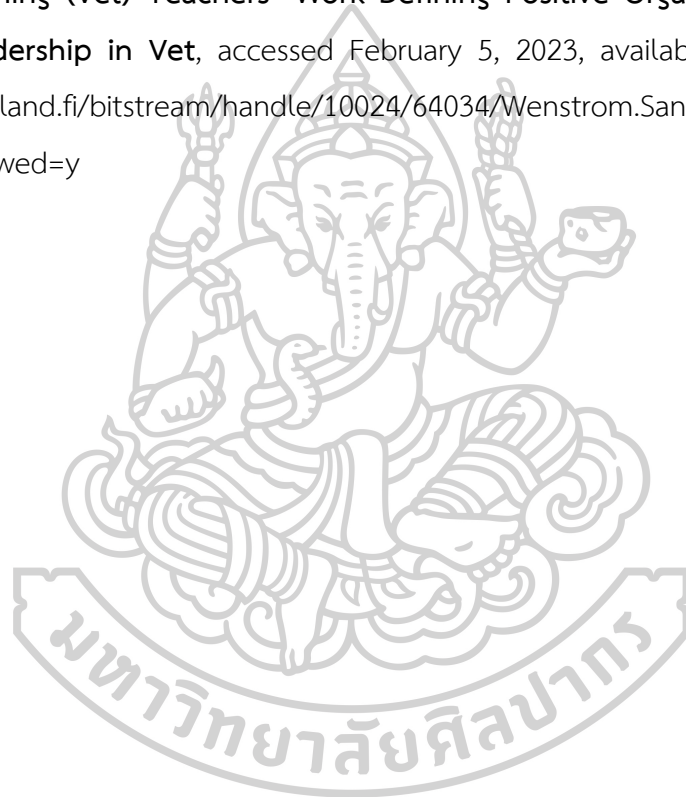 ning (Vet) Teachers' Work-Defining Positive Orga
dership in Vet, accessed February 5, 2023, availab
land.fi/bitstream/handle/10024/64034/Wenstrom.San
wed=y
มหาวิทยาลัยศิลปากร